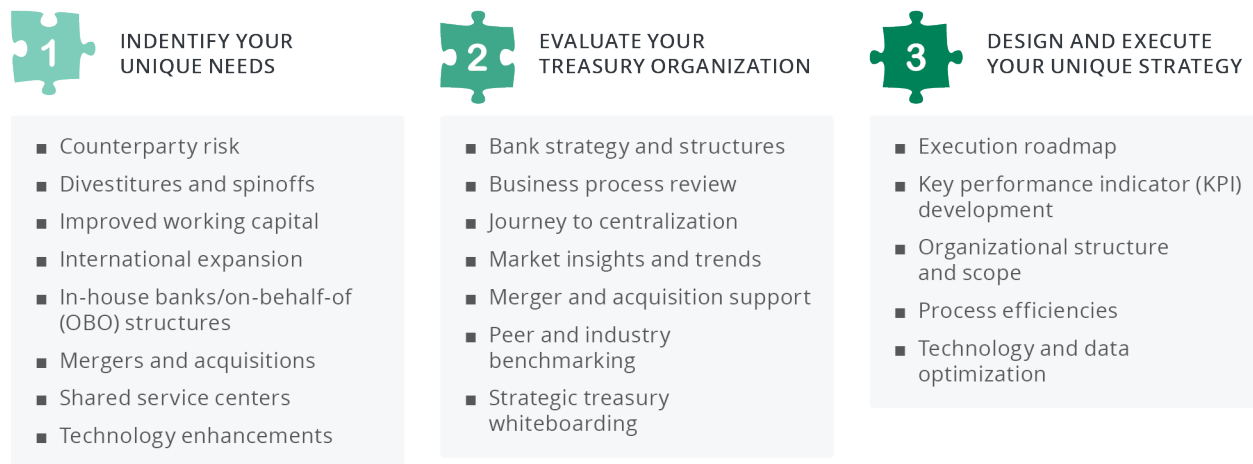 1
INDENTIFY YOUR
UNIQUE NEEDS
■ Counterparty risk
■ Divestitures and spinoffs
■ Improved working capital
■ International expansion
■ In-house banks/on-behalf-of
(OBO) structures
■ Mergers and acquisitions
■ Shared service centers
■ Technology enhancements
2
EVALUATE YOUR
TREASURY ORGANIZATION
■ Bank strategy and structures
■ Business process review
■ Journey to centralization
■ Market insights and trends
■ Merger and acquisition support
■ Peer and industry
benchmarking
■ Strategic treasury
whiteboarding
3
DESIGN AND EXECUTE
YOUR UNIQUE STRATEGY
■ Execution roadmap
■ Key performance indicator (KPI)
development
■ Organizational structure
and scope
■ Process efficiencies
■ Technology and data
optimization